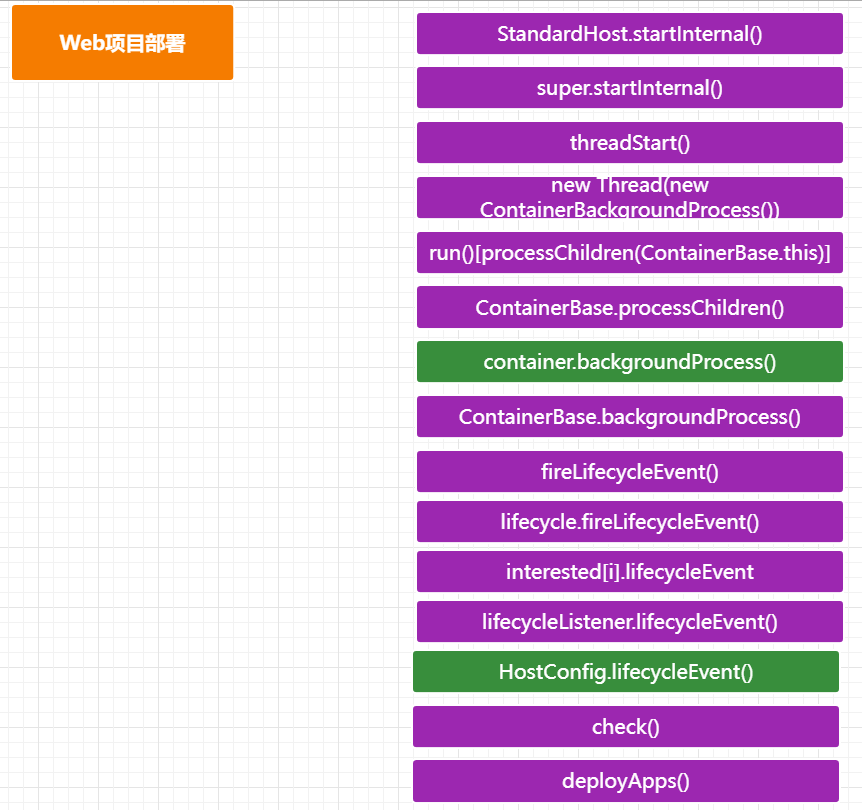 Web项目部署
StandardHost.startInternal()
super.startInternal()
threadStart()
new Thread(new
ContainerBackgroundProcess())
run()[processChildren(ContainerBase.this)]
ContainerBase.processChildren()
container.backgroundProcess()
ContainerBase.backgroundProcess()
fireLifecycleEvent()
lifecycle.fireLifecycleEvent()
interested[i].lifecycleEvent
lifecycleListener.lifecycleEvent()
HostConfig.lifecycleEvent()
check()
deployApps()